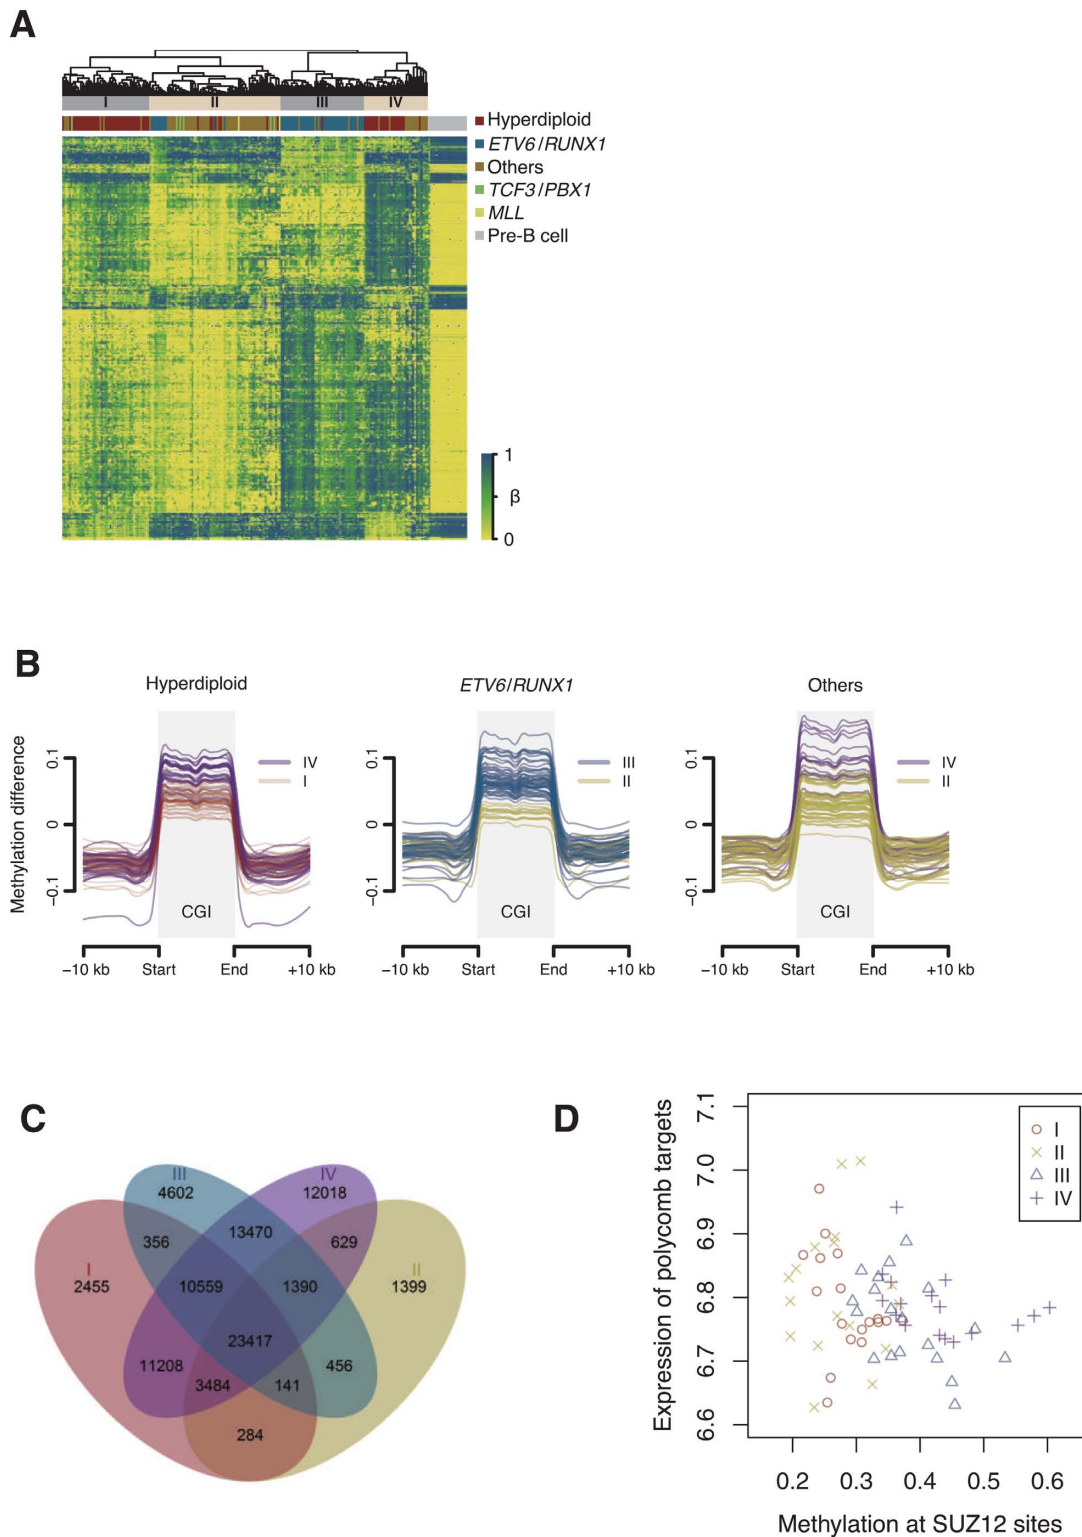 A
I II III IV
Hyperdiploid
ETV6/RUNX1
Others
TCF3/PBX1
MLL
Pre-B cell
1
β
0
B
Hyperdiploid
ETV6/RUNX1
Others
Methylation difference
0.1
0
−0.1
IV
I
CGI
−10 kb Start End +10 kb
0.1
0
−0.1
III
II
CGI
−10 kb Start End +10 kb
0.1
0
−0.1
IV
II
CGI
−10 kb Start End +10 kb
C
III IV
4602 12018
356 13470 629
I II
2455 10559 1390 1399
23417
11208 3484 141 456
284
D
Expression of polycomb targets
7.1
7.0
6.9
6.8
6.7
6.6
I
II
III
IV
0.2 0.3 0.4 0.5 0.6
Methylation at SUZ12 sites